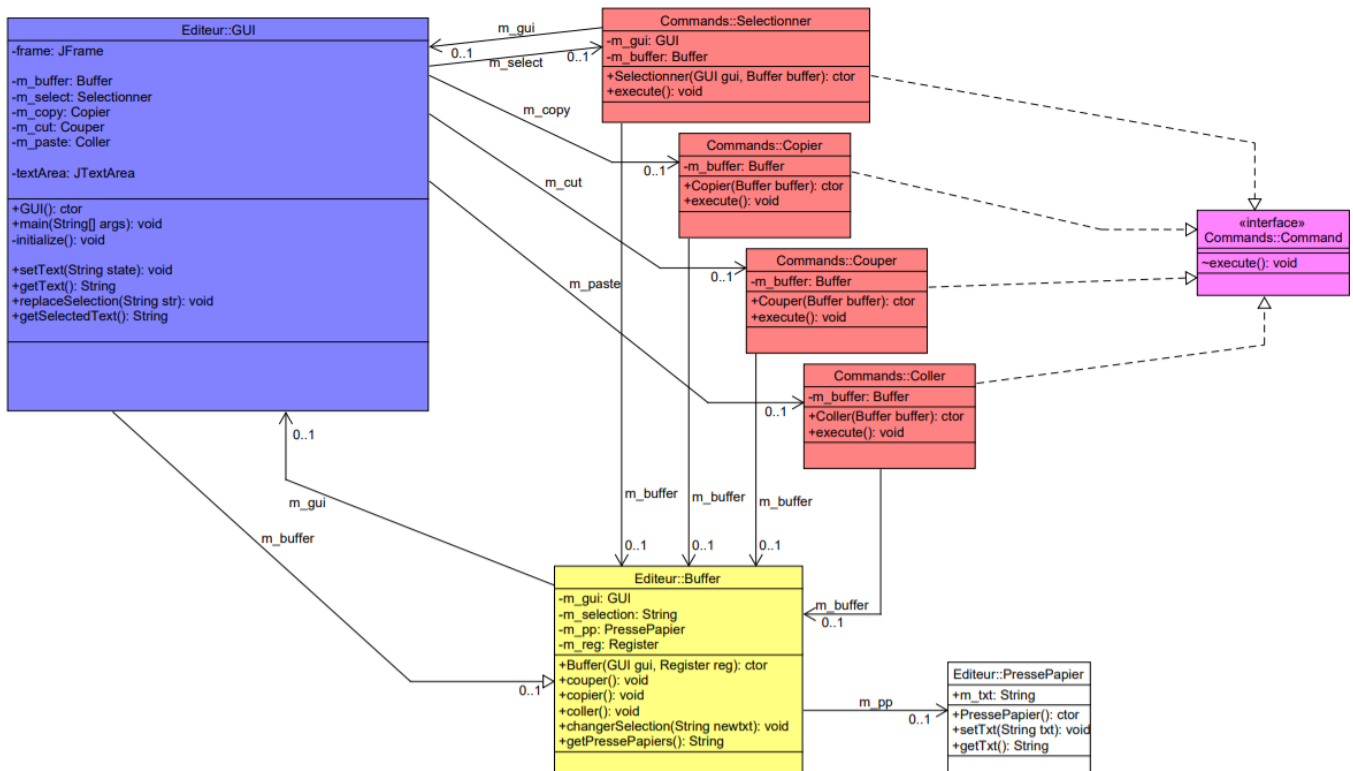 Editeur::GUI
-frame: JFrame
-m_buffer: Buffer
-m_select: Selectionner
-m_copy: Copier
-m_cut: Couper
-m_paste: Coller
-textArea: JTextArea
+GUI(): ctor
+main(String[] args): void
-initialize(): void
+setText(String state): void
+getText(): String
+replaceSelection(String str): void
+getSelectedText(): String
m_gui
0..1
m_select
0..1
m_copy
0..1
m_cut
0..1
m_paste
0..1
Commands::Selectionner
-m_gui: GUI
-m_buffer: Buffer
+Selectionner(GUI gui, Buffer buffer): ctor
+execute(): void
Commands::Copier
-m_buffer: Buffer
+Copier(Buffer buffer): ctor
+execute(): void
Commands::Couper
-m_buffer: Buffer
+Couper(Buffer buffer): ctor
+execute(): void
Commands::Coller
-m_buffer: Buffer
+Coller(Buffer buffer): ctor
+execute(): void
«interface»
Commands::Command
~execute(): void
0..1
m_gui
m_buffer
0..1
m_buffer
0..1
m_buffer
0..1
m_buffer
0..1
m_buffer
0..1
Editeur::Buffer
-m_gui: GUI
-m_selection: String
-m_pp: PressePapier
-m_reg: Register
+Buffer(GUI gui, Register reg): ctor
+couper(): void
+copier(): void
+coller(): void
+changerSelection(String newtxt): void
+getPressePapiers(): String
m_pp
0..1
Editeur::PressePapier
+m_txt: String
+PressePapier(): ctor
+setTxt(String txt): void
+getTxt(): String